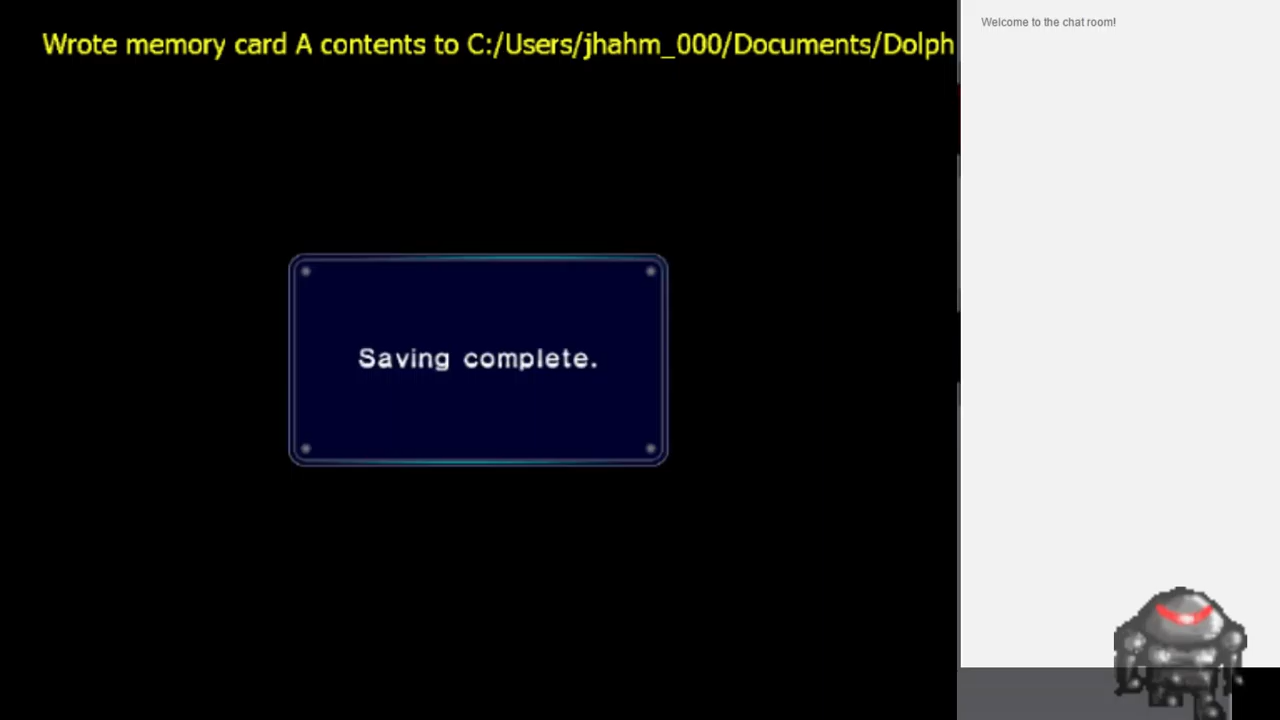 Wrote memory card A contents to C:/Users/jhahm_000/Documents/Dolph
Welcome to the chat room!
Saving complete.